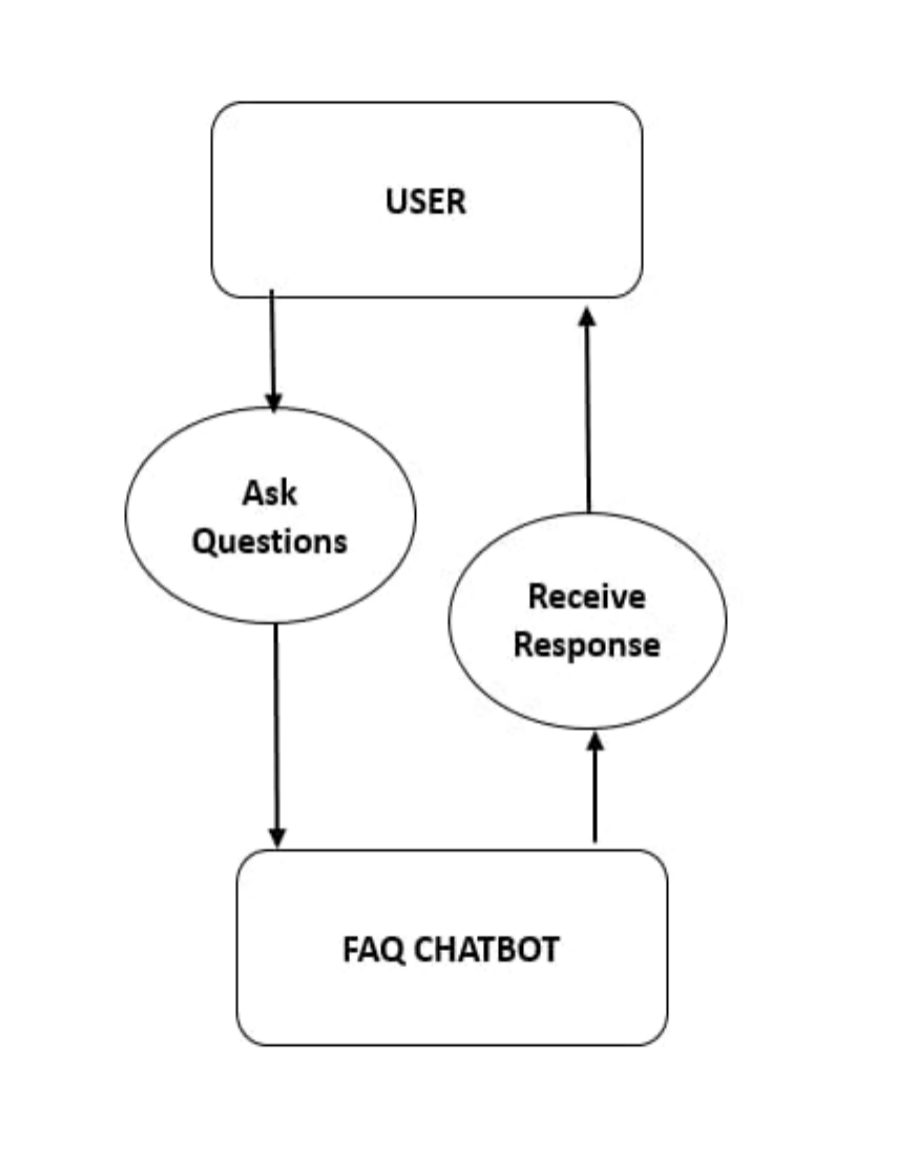 USER
Ask
Questions
Receive
Response
FAQ CHATBOT